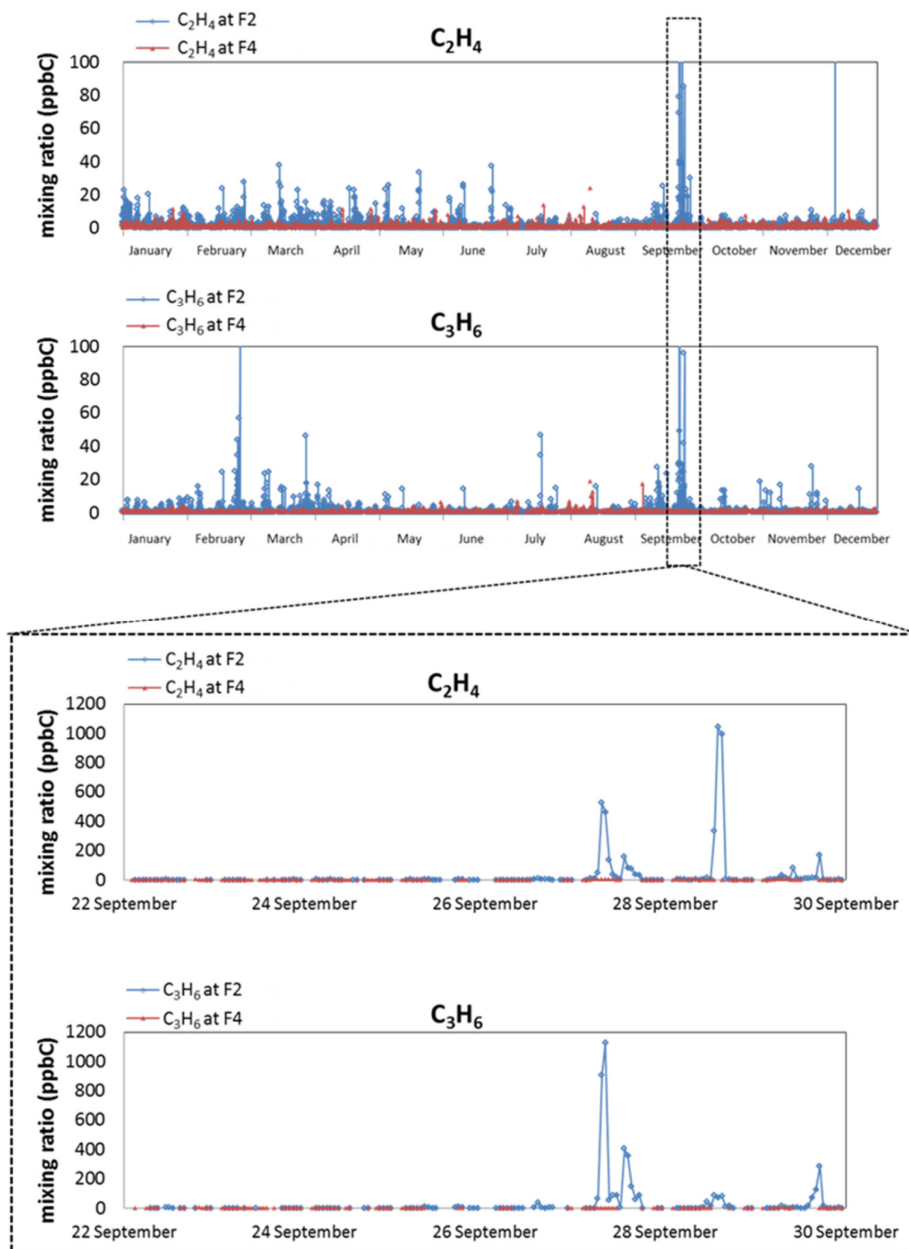 C₂H₄ at F2
C₂H₄ at F4
C₂H₄
mixing ratio (ppbC)
100
80
60
40
20
0
January February March April May June July August September October November December
C₃H₆ at F2
C₃H₆ at F4
C₃H₆
mixing ratio (ppbC)
100
80
60
40
20
0
January February March April May June July August September October November December
C₂H₄ at F2
C₂H₄ at F4
C₂H₄
mixing ratio (ppbC)
1200
1000
800
600
400
200
0
22 September 24 September 26 September 28 September 30 September
C₃H₆ at F2
C₃H₆ at F4
C₃H₆
mixing ratio (ppbC)
1200
1000
800
600
400
200
0
22 September 24 September 26 September 28 September 30 September